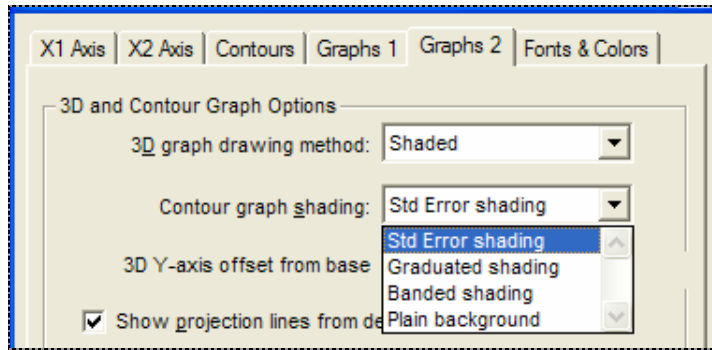 X1 Axis X2 Axis Contours Graphs 1 Graphs 2 Fonts & Colors
3D and Contour Graph Options
3D graph drawing method: Shaded
Contour graph shading: Std Error shading
Std Error shading
Graduated shading
3D Y-axis offset from base
Banded shading
Show projection lines from de
Plain background